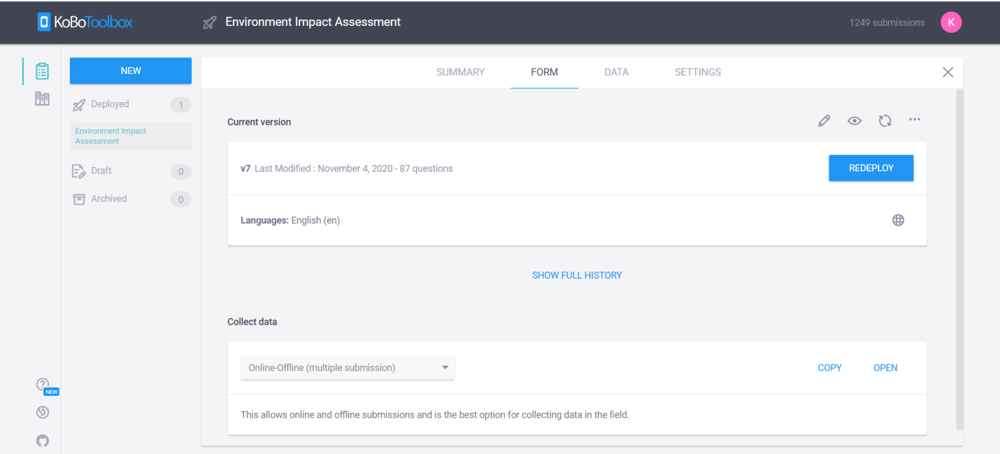 KoBoToolbox
Environment Impact Assessment
1249 submissions
K
NEW
Deployed 1
Environment Impact
Assessment
Draft 0
Archived 0
NEW
SUMMARY FORM DATA SETTINGS
Current version
v7 Last Modified : November 4, 2020 - 87 questions
REDEPLOY
Languages: English (en)
SHOW FULL HISTORY
Collect data
Online-Offline (multiple submission)
COPY OPEN
This allows online and offline submissions and is the best option for collecting data in the field.